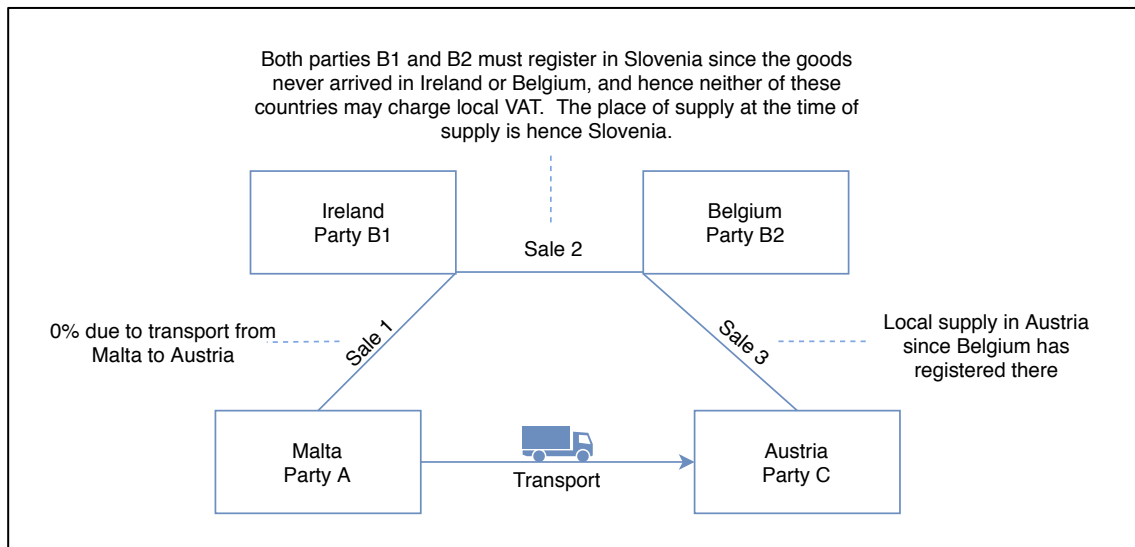 Both parties B1 and B2 must register in Slovenia since the goods
never arrived in Ireland or Belgium, and hence neither of these
countries may charge local VAT.  The place of supply at the time of
supply is hence Slovenia.
Ireland
Party B1
Belgium
Party B2
Sale 2
0% due to transport from
Malta to Austria
Sale 1
Sale 3
Local supply in Austria
since Belgium has
registered there
Malta
Party A
Transport
Austria
Party C